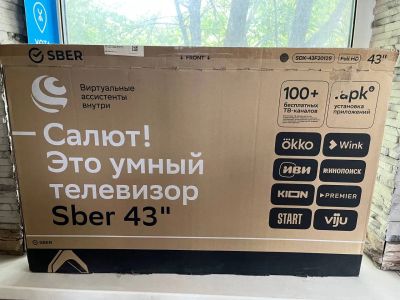 SBER
↓ FRONT ↓
SDX-43F2012S
Full HD
43"
Виртуальные
ассистенты
внутри
100+
бесплатных
ТВ-каналов
.apk
установка
приложений
Салют!
Это умный
телевизор
Sber 43"
okko
Wink
иви
КИНОПОИСК
KION
PREMIER
START
viju
SBER